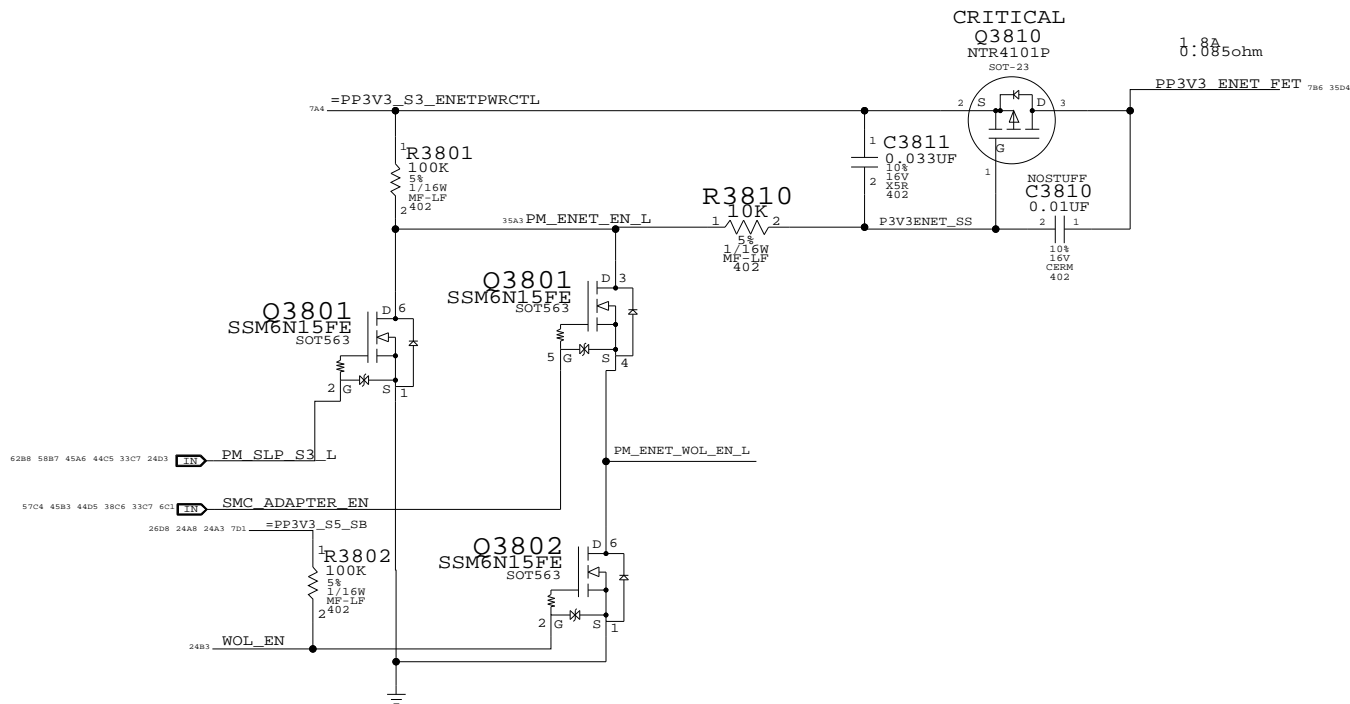 CRITICAL
Q3810
NTR4101P
SOT-23
1.8A
0.085ohm
PP3V3_ENET_FET 7B6 35D4
7A4 =PP3V3_S3_ENETPWRCTL
2 S D 3
G
1
1 R3801
100K
5%
1/16W
MF-LF
2 402
1 C3811
0.033UF
10%
16V
2 X5R
402
NOSTUFF
C3810
0.01UF
2 1
10%
16V
CERM
402
R3810
10K
1 2
5%
1/16W
MF-LF
402
35A3 PM_ENET_EN_L
P3V3ENET_SS
Q3801
SSM6N15FE
SOT563
D 3
5 G S 4
Q3801
SSM6N15FE
SOT563
D 6
2 G S 1
PM_ENET_WOL_EN_L
62B8 58B7 45A6 44C5 33C7 24D3 IN PM_SLP_S3_L
57C4 45B3 44D5 38C6 33C7 6C1 IN SMC_ADAPTER_EN
26D8 24A8 24A3 7D1 =PP3V3_S5_SB
1 R3802
100K
5%
1/16W
MF-LF
2 402
Q3802
SSM6N15FE
SOT563
D 6
2 G S 1
24B3 WOL_EN